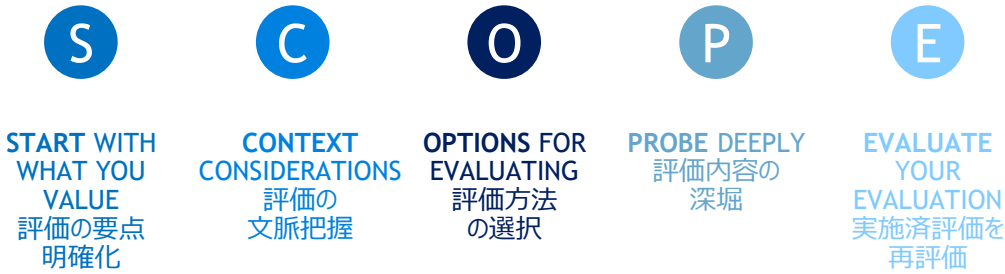 S
C
O
P
E
START WITH
WHAT YOU
VALUE
評価の要点
明確化
CONTEXT
CONSIDERATIONS
評価の
文脈把握
OPTIONS FOR
EVALUATING
評価方法
の選択
PROBE DEEPLY
評価内容の
深堀
EVALUATE
YOUR
EVALUATION
実施済評価を
再評価